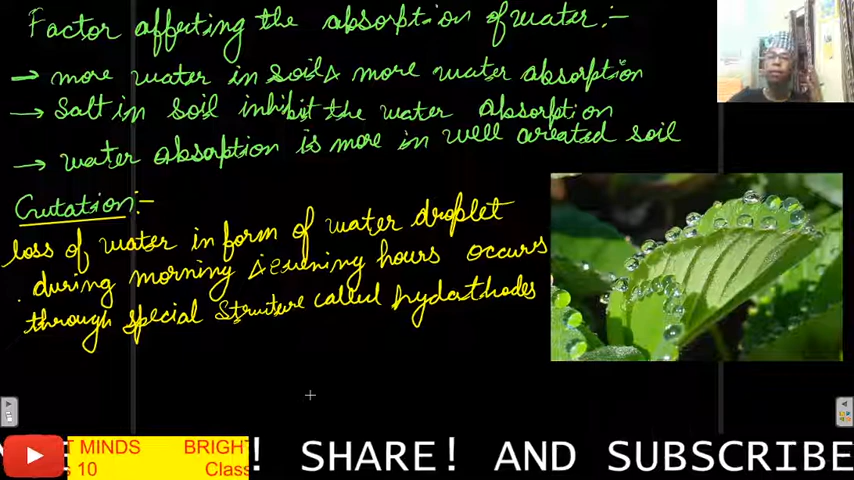 Factor affecting the absorption of water:-
→ more water in soil & more water absorption
→ Salt in soil inhibit the water absorption
→ water absorption is more in well areated soil
Gutation:-
loss of water in form of water droplet
during morning & evening hours occurs
through special structure called hydathodes
T MINDS BRIGH
10 Class
! SHARE! AND SUBSCRIBE